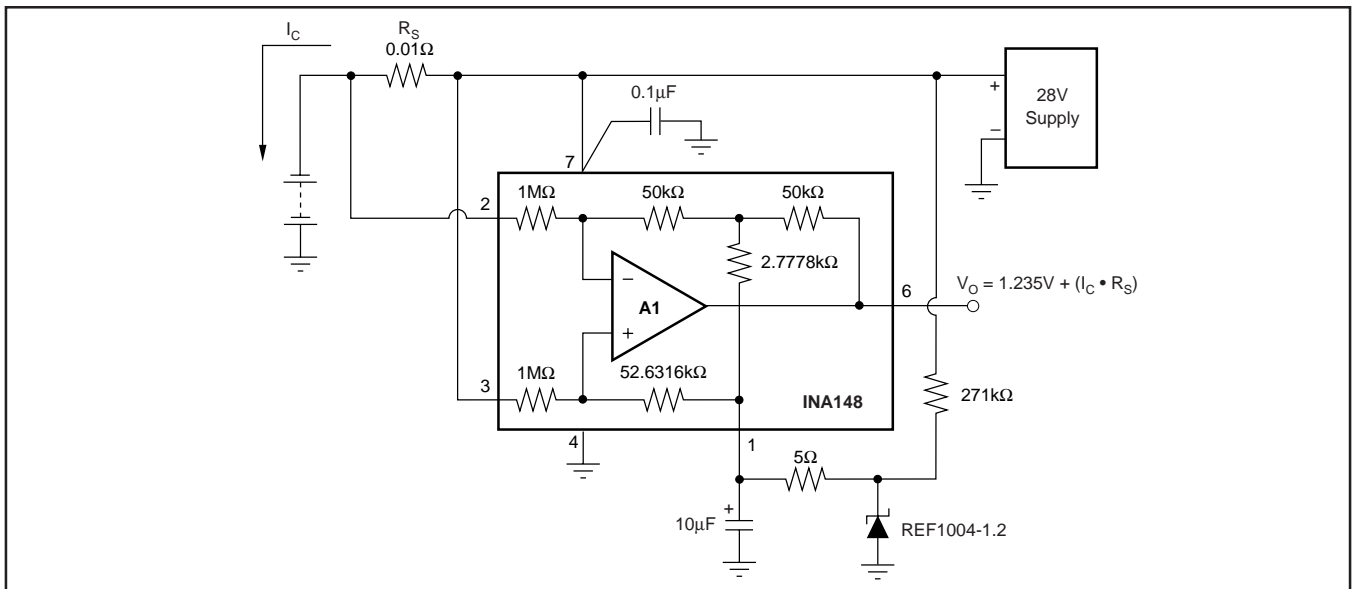 I_C
R_S
0.01Ω
0.1µF
28V
Supply
+
–
7
1MΩ
50kΩ
50kΩ
2
2.7778kΩ
–
A1
+
6
V_O = 1.235V + (I_C • R_S)
1MΩ
52.6316kΩ
3
INA148
271kΩ
4
1
5Ω
+
10µF
REF1004-1.2